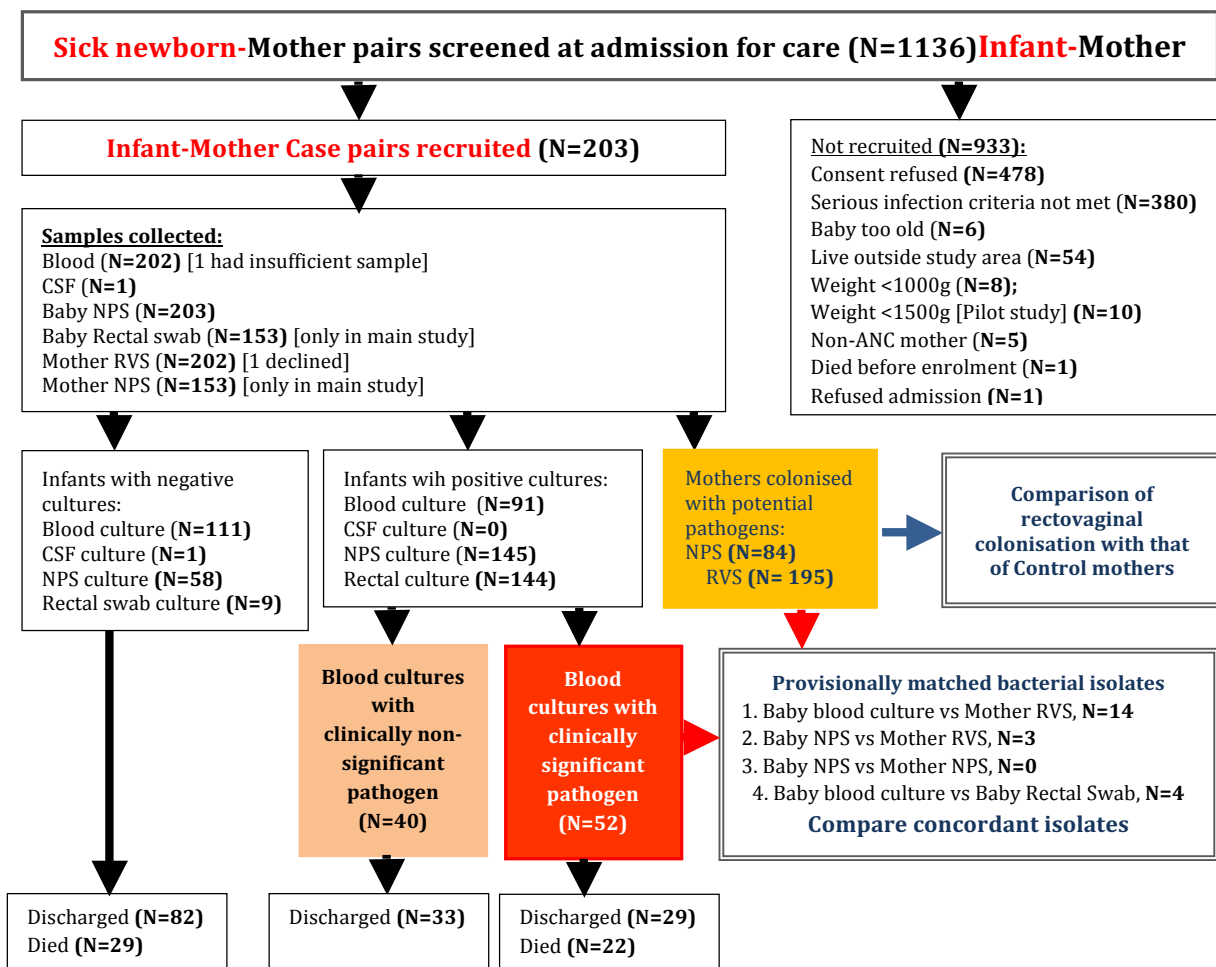 Sick newborn-Mother pairs screened at admission for care (N=1136)Infant-Mother
Infant-Mother Case pairs recruited (N=203)
Not recruited (N=933):
Consent refused (N=478)
Serious infection criteria not met (N=380)
Baby too old (N=6)
Live outside study area (N=54)
Weight <1000g (N=8);
Weight <1500g [Pilot study] (N=10)
Non-ANC mother (N=5)
Died before enrolment (N=1)
Refused admission (N=1)
Samples collected:
Blood (N=202) [1 had insufficient sample]
CSF (N=1)
Baby NPS (N=203)
Baby Rectal swab (N=153) [only in main study]
Mother RVS (N=202) [1 declined]
Mother NPS (N=153) [only in main study]
Infants with negative
cultures:
Blood culture (N=111)
CSF culture (N=1)
NPS culture (N=58)
Rectal swab culture (N=9)
Infants wih positive cultures:
Blood culture (N=91)
CSF culture (N=0)
NPS culture (N=145)
Rectal culture (N=144)
Mothers colonised
with potential
pathogens:
NPS (N=84)
RVS (N= 195)
Comparison of
rectovaginal
colonisation with that
of Control mothers
Blood cultures
with
clinically non-
significant
pathogen
(N=40)
Blood
cultures with
clinically
significant
pathogen
(N=52)
Provisionally matched bacterial isolates
1. Baby blood culture vs Mother RVS, N=14
2. Baby NPS vs Mother RVS, N=3
3. Baby NPS vs Mother NPS, N=0
4. Baby blood culture vs Baby Rectal Swab, N=4
Compare concordant isolates
Discharged (N=82)
Died (N=29)
Discharged (N=33)
Discharged (N=29)
Died (N=22)